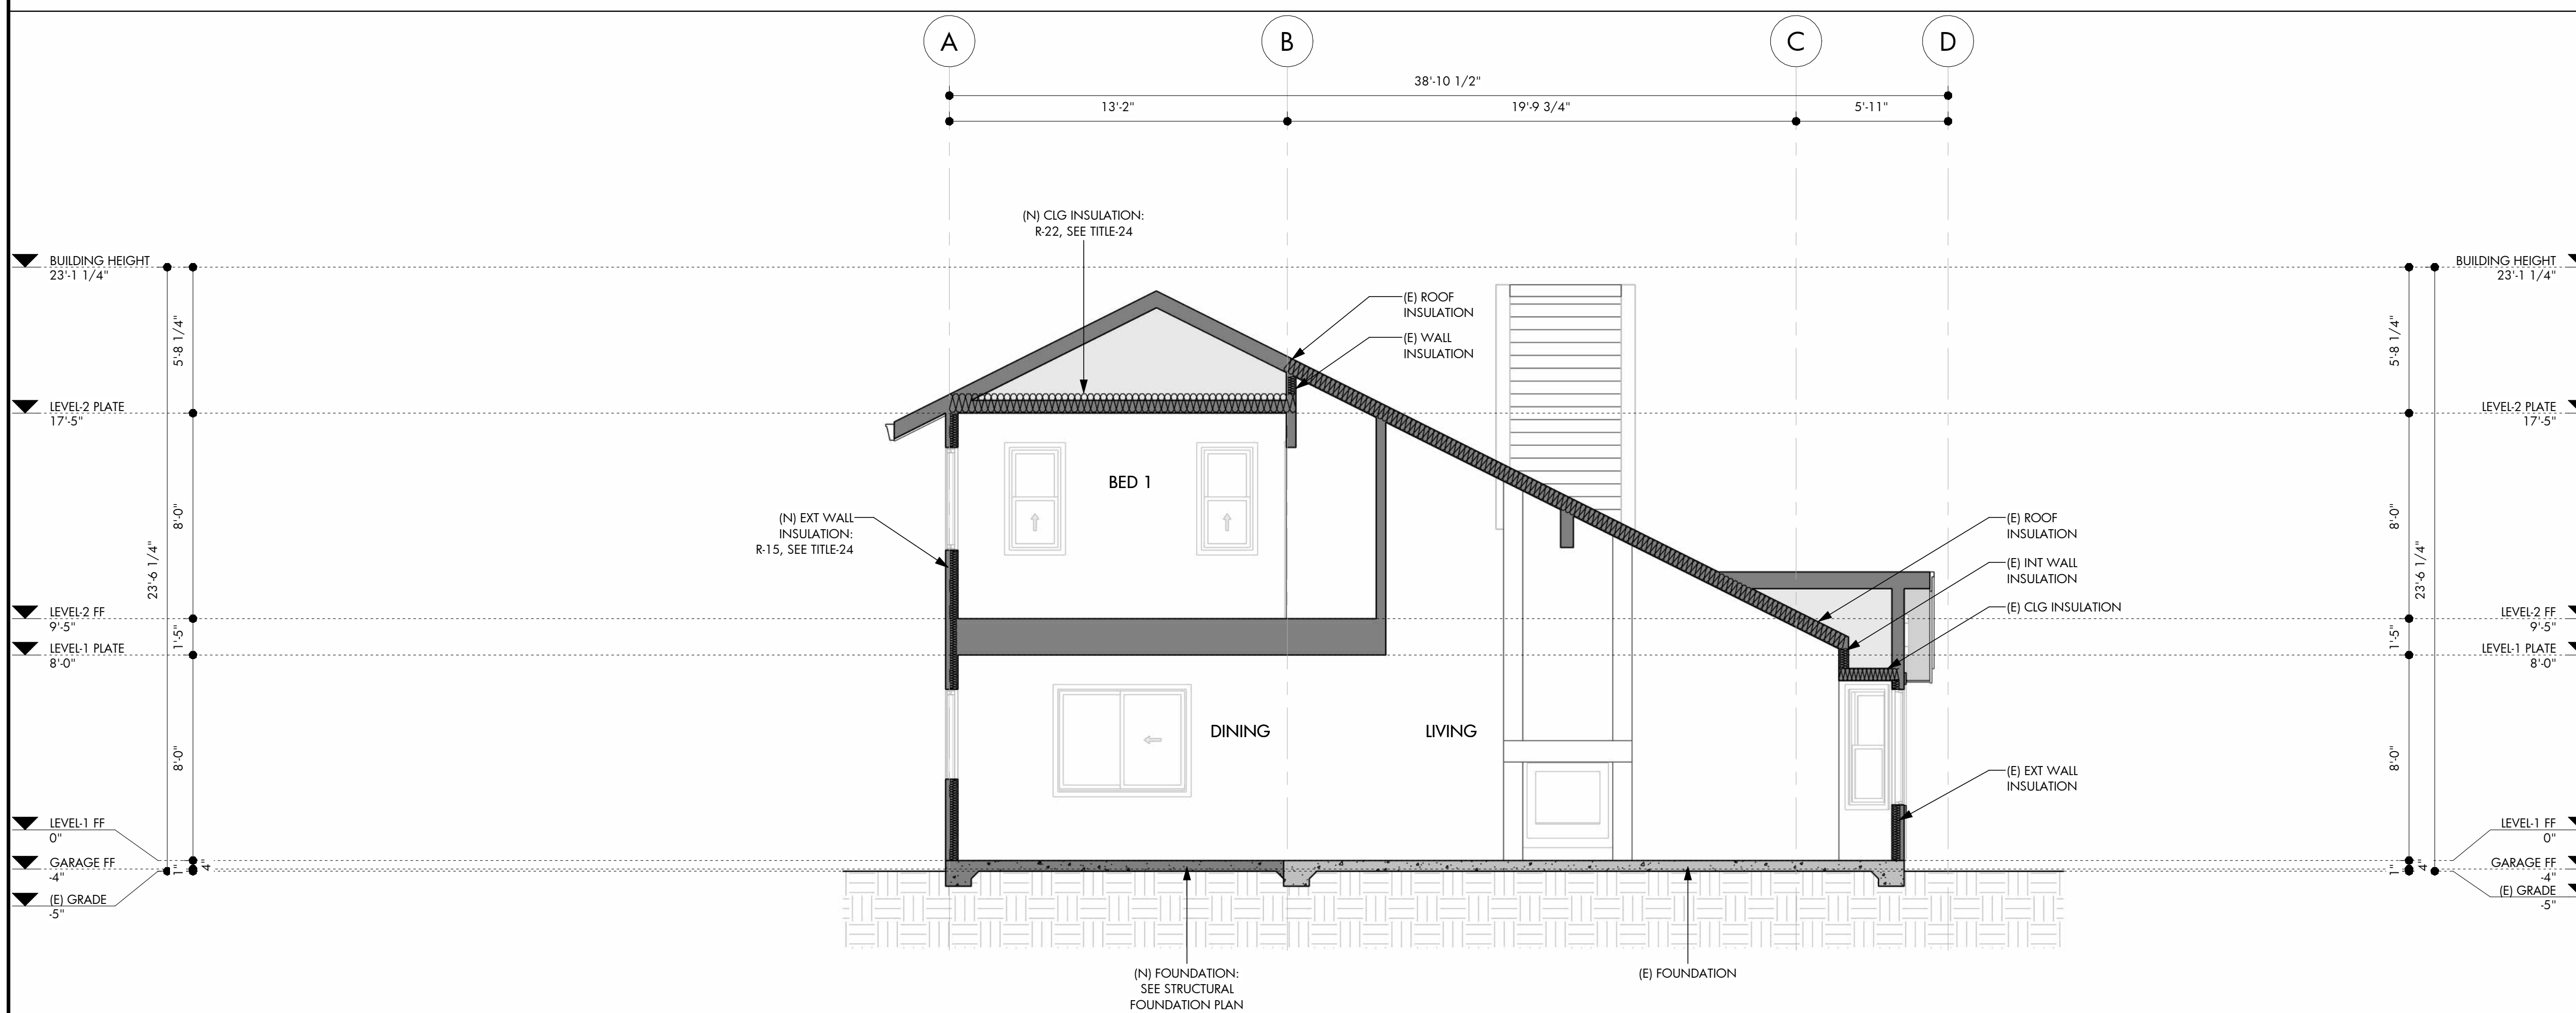 A
B
C
D
38'-10 1/2"
13'-2"
19'-9 3/4"
5'-11"
(N) CLG INSULATION:
R-22, SEE TITLE-24
BUILDING HEIGHT
23'-1 1/4"
BUILDING HEIGHT
23'-1 1/4"
(E) ROOF
INSULATION
(E) WALL
INSULATION
5'-8 1/4"
5'-8 1/4"
LEVEL-2 PLATE
17'-5"
LEVEL-2 PLATE
17'-5"
BED 1
(N) EXT WALL
INSULATION:
R-15, SEE TITLE-24
8'-0"
8'-0"
(E) ROOF
INSULATION
(E) INT WALL
INSULATION
(E) CLG INSULATION
23'-6 1/4"
23'-6 1/4"
LEVEL-2 FF
9'-5"
LEVEL-2 FF
9'-5"
1'-5"
1'-5"
LEVEL-1 PLATE
8'-0"
LEVEL-1 PLATE
8'-0"
DINING
LIVING
8'-0"
8'-0"
(E) EXT WALL
INSULATION
LEVEL-1 FF
0"
LEVEL-1 FF
0"
GARAGE FF
-4"
GARAGE FF
-4"
1"
4"
1"
4"
(E) GRADE
-5"
(E) GRADE
-5"
(N) FOUNDATION:
SEE STRUCTURAL
FOUNDATION PLAN
(E) FOUNDATION